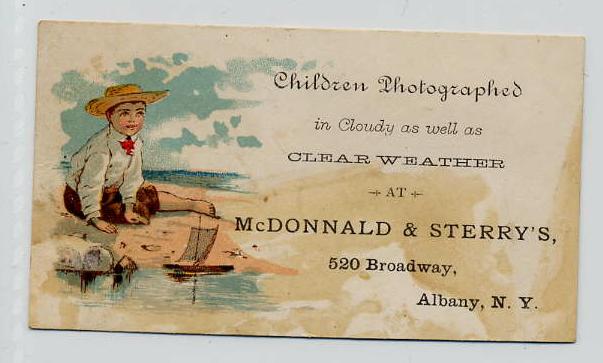 Children Photographed
in Cloudy as well as
CLEAR WEATHER
AT
McDONNALD & STERRY'S,
520 Broadway,
Albany, N. Y.